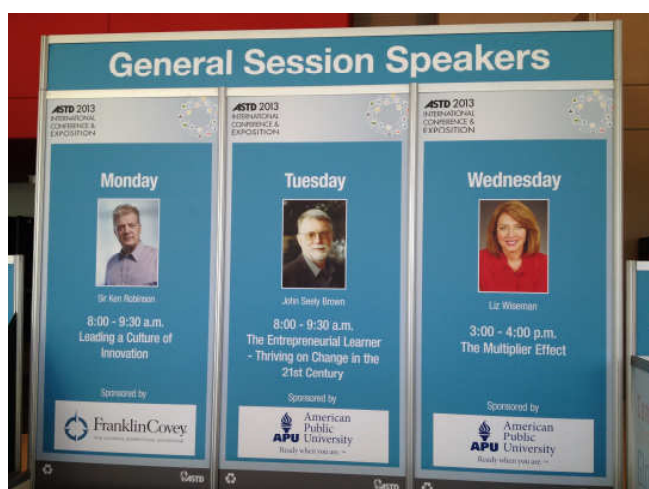 General Session Speakers
ASTD 2013
INTERNATIONAL
CONFERENCE &
EXPOSITION
Monday
Sir Ken Robinson
8:00 - 9:30 a.m.
Leading a Culture of
Innovation
Sponsored by
FranklinCovey
ASTD
ASTD 2013
INTERNATIONAL
CONFERENCE &
EXPOSITION
Tuesday
John Seely Brown
8:00 - 9:30 a.m.
The Entrepreneurial Learner
- Thriving on Change in the
21st Century
Sponsored by
APU
American
Public
University
Ready when you are.™
ASTD
ASTD 2013
INTERNATIONAL
CONFERENCE &
EXPOSITION
Wednesday
Liz Wiseman
3:00 - 4:00 p.m.
The Multiplier Effect
Sponsored by
APU
American
Public
University
Ready when you are.™